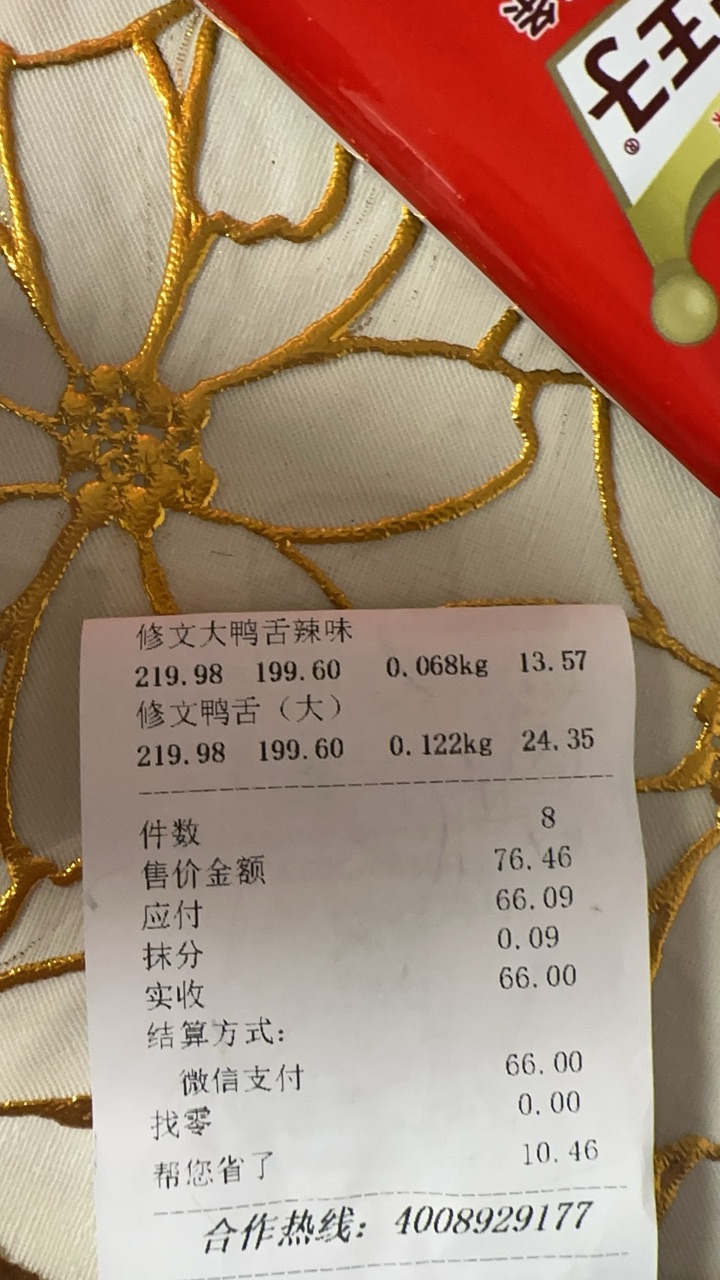 王子®
修文大鸭舌辣味
219.98 199.60 0.068kg 13.57
修文鸭舌（大）
219.98 199.60 0.122kg 24.35
件数 8
售价金额 76.46
应付 66.09
抹分 0.09
实收 66.00
结算方式:
微信支付 66.00
找零 0.00
帮您省了 10.46
合作热线: 4008929177